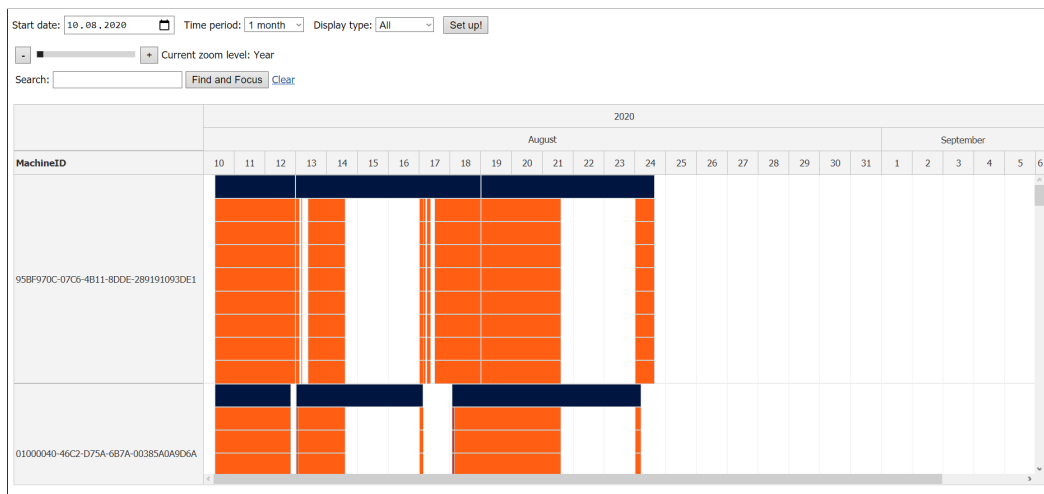 Start date: 10.08.2020 Time period: 1 month Display type: All Set up!
- + Current zoom level: Year
Search: Find and Focus Clear
2020
August September
MachineID 10 11 12 13 14 15 16 17 18 19 20 21 22 23 24 25 26 27 28 29 30 31 1 2 3 4 5 6
95BF970C-07C6-4B11-8DDE-289191093DE1
01000040-46C2-D75A-6B7A-00385A0A9D6A